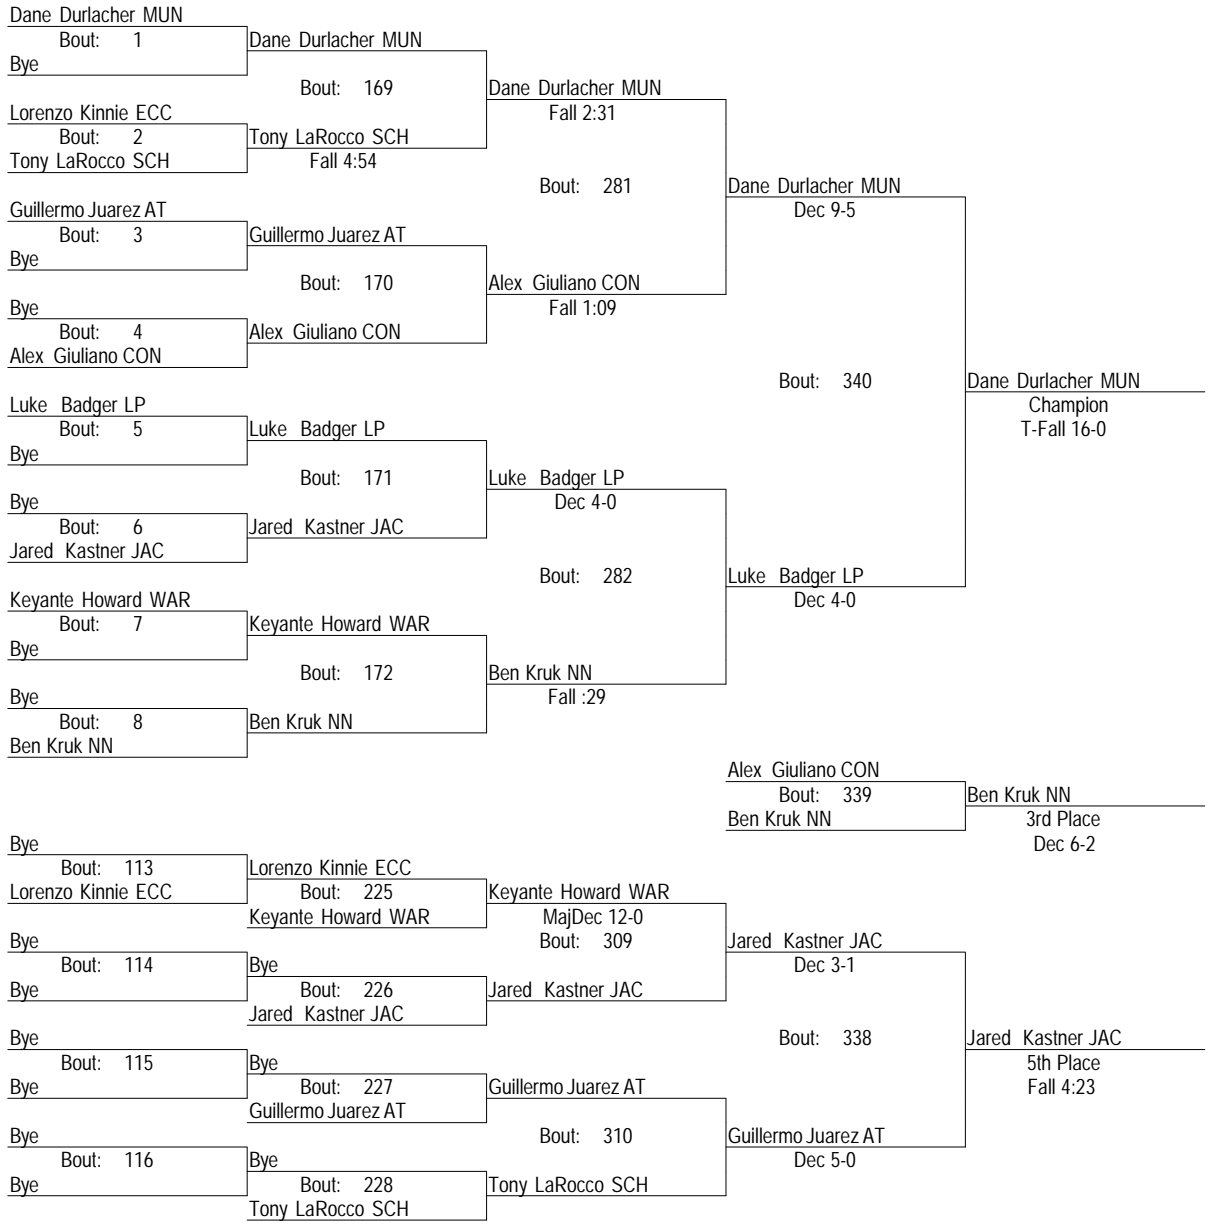 Dane Durlacher MUN
Bout: 1
Dane Durlacher MUN
Bye
Bout: 169
Dane Durlacher MUN
Lorenzo Kinnie ECC
Fall 2:31
Bout: 2
Tony LaRocco SCH
Tony LaRocco SCH
Fall 4:54
Bout: 281
Dane Durlacher MUN
Guillermo Juarez AT
Dec 9-5
Bout: 3
Guillermo Juarez AT
Bye
Bout: 170
Alex Giuliano CON
Bye
Fall 1:09
Bout: 4
Alex Giuliano CON
Alex Giuliano CON
Bout: 340
Dane Durlacher MUN
Luke Badger LP
Champion
Bout: 5
Luke Badger LP
T-Fall 16-0
Bye
Bout: 171
Luke Badger LP
Bye
Dec 4-0
Bout: 6
Jared Kastner JAC
Jared Kastner JAC
Bout: 282
Luke Badger LP
Keyante Howard WAR
Dec 4-0
Bout: 7
Keyante Howard WAR
Bye
Bout: 172
Ben Kruk NN
Bye
Fall :29
Bout: 8
Ben Kruk NN
Ben Kruk NN
Alex Giuliano CON
Bout: 339
Ben Kruk NN
Ben Kruk NN
3rd Place
Dec 6-2
Bye
Bout: 113
Lorenzo Kinnie ECC
Lorenzo Kinnie ECC
Bout: 225
Keyante Howard WAR
Keyante Howard WAR
MajDec 12-0
Bye
Bout: 309
Jared Kastner JAC
Bout: 114
Bye
Dec 3-1
Bye
Bout: 226
Jared Kastner JAC
Jared Kastner JAC
Bye
Bout: 338
Jared Kastner JAC
Bout: 115
Bye
5th Place
Bye
Bout: 227
Guillermo Juarez AT
Fall 4:23
Guillermo Juarez AT
Bye
Bout: 310
Guillermo Juarez AT
Bout: 116
Bye
Dec 5-0
Bye
Bout: 228
Tony LaRocco SCH
Tony LaRocco SCH